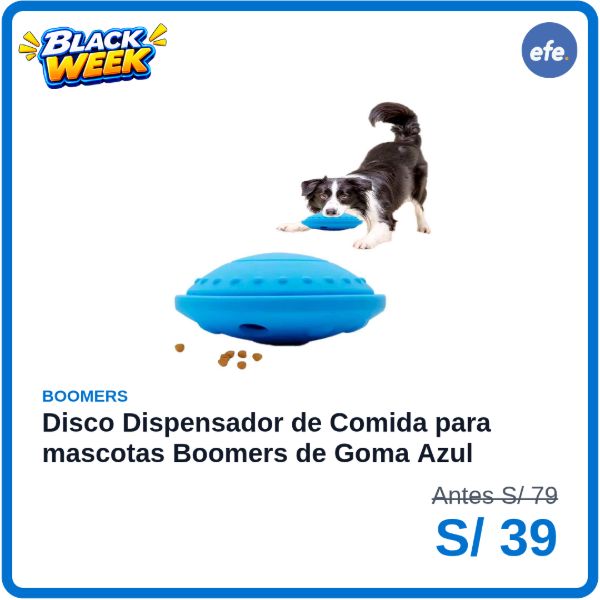 BLACK
WEEK
efe.
BOOMERS
Disco Dispensador de Comida para
mascotas Boomers de Goma Azul
Antes S/ 79
S/ 39